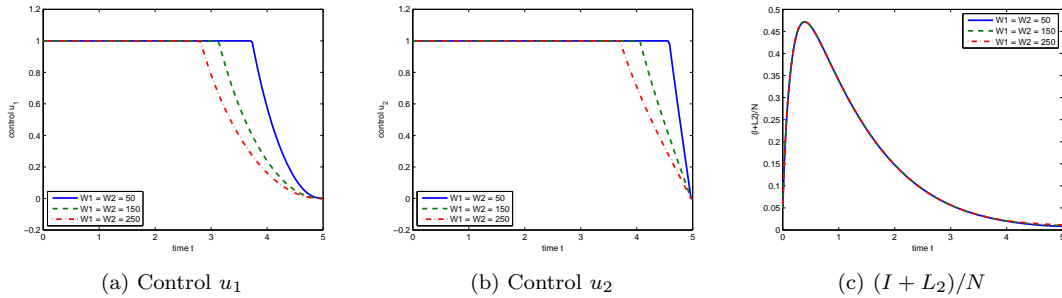 1.2
1
0.8
0.6
0.4
0.2
0
−0.2
control u1
0 1 2 3 4 5
time t
W1 = W2 = 50
W1 = W2 = 150
W1 = W2 = 250
(a) Control u1
1.2
1
0.8
0.6
0.4
0.2
0
−0.2
control u2
0 1 2 3 4 5
time t
W1 = W2 = 50
W1 = W2 = 150
W1 = W2 = 250
(b) Control u2
0.5
0.45
0.4
0.35
0.3
0.25
0.2
0.15
0.1
0.05
0
(I+L2)/N
0 1 2 3 4 5
time t
W1 = W2 = 50
W1 = W2 = 150
W1 = W2 = 250
(c) (I + L2)/N